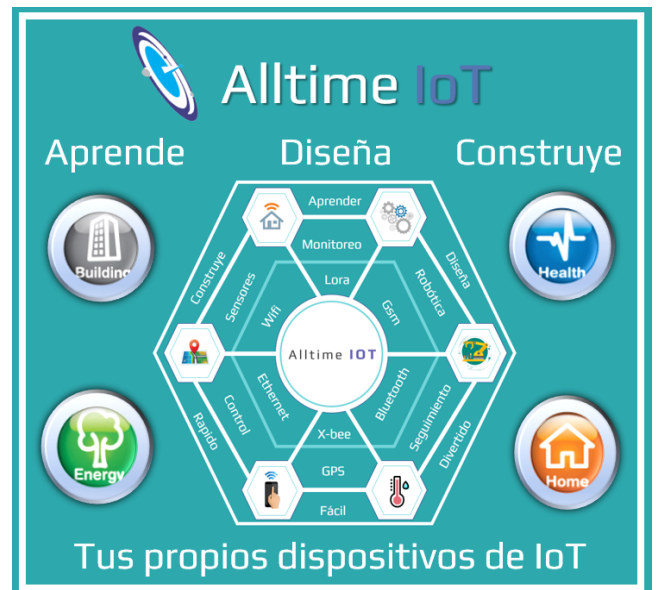 Alltime IoT
Aprende Diseña Construye
Building
Health
Energy
Home
Aprender
Monitoreo
Lora
Construye
Sensores
Wifi
Diseña
Robótica
Gsm
Alltime IOT
Rapido
Control
Ethernet
Bluetooth
Seguimiento
Divertido
X-bee
GPS
Fácil
Tus propios dispositivos de IoT